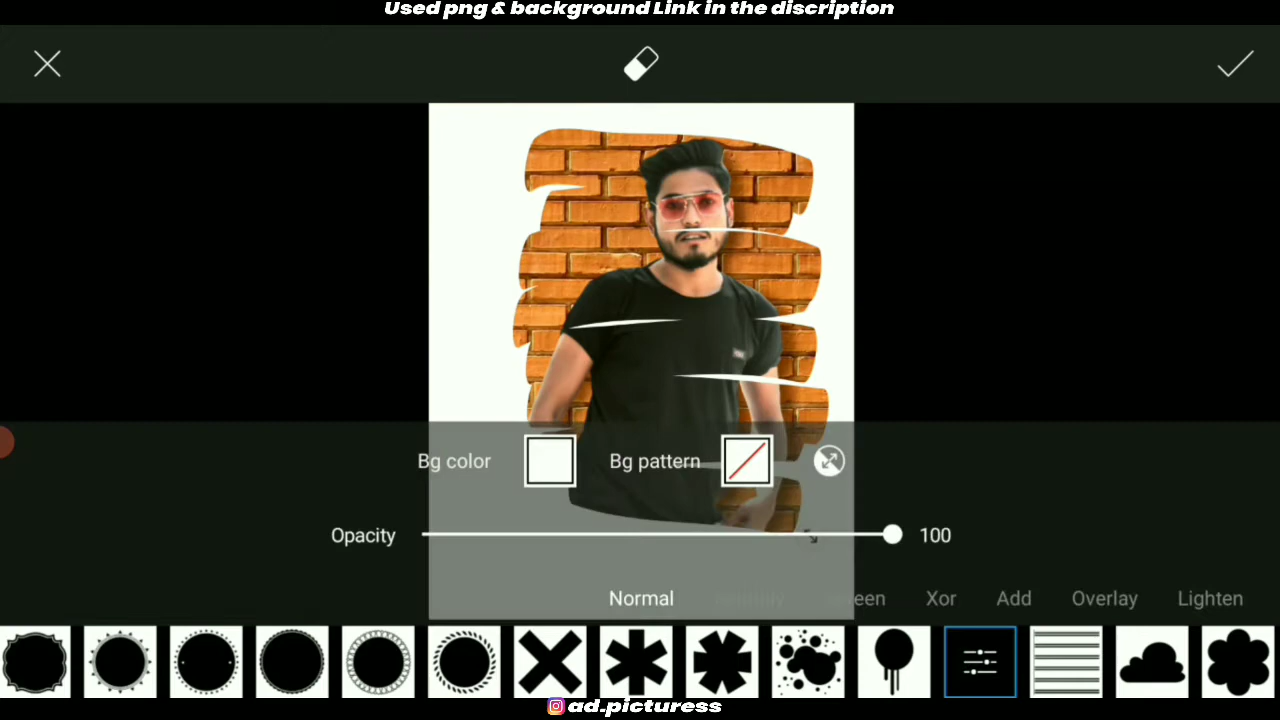 Used png & background Link in the discription
Bg color Bg pattern
Opacity 100
Normal een Xor Add Overlay Lighten
ad.picturess